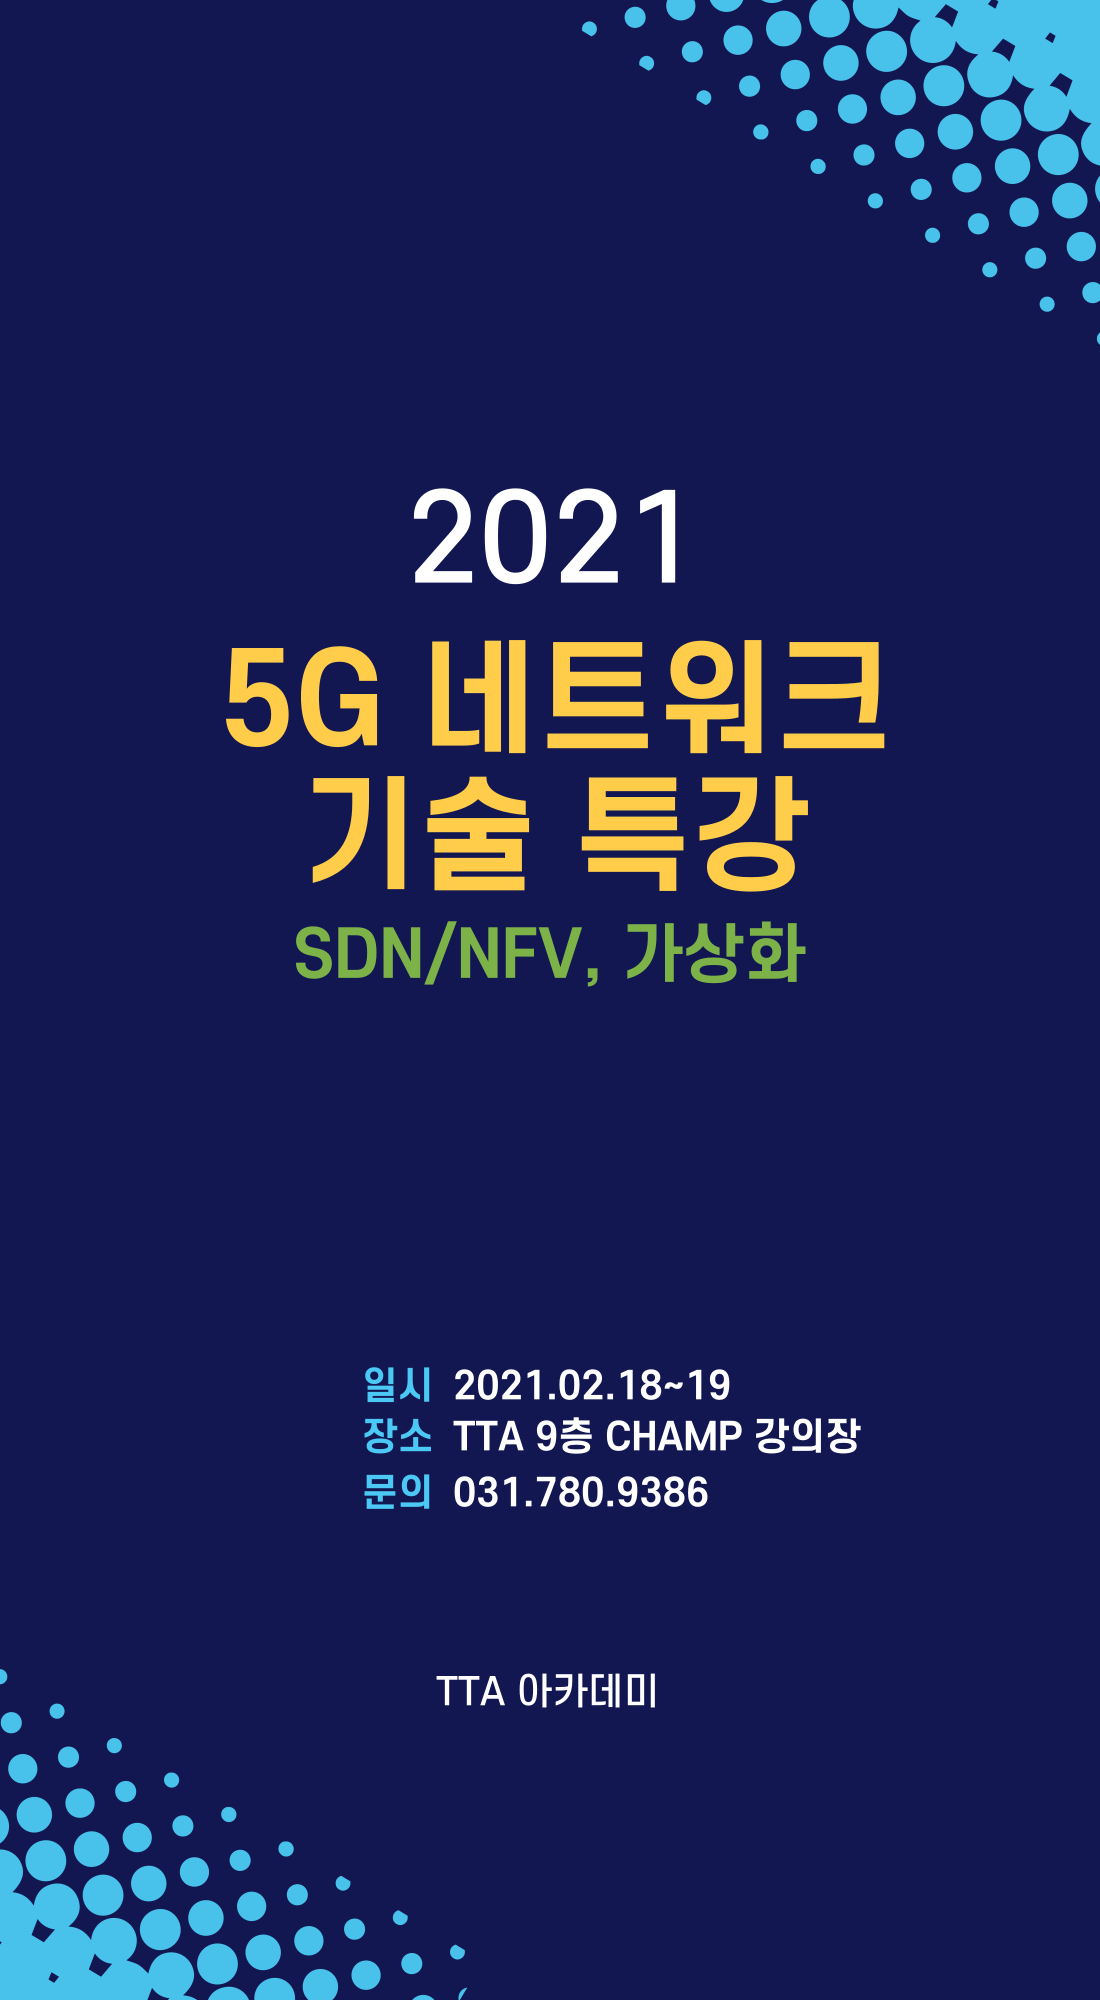 2021
5G 네트워크
기술 특강
SDN/NFV, 가상화
일시 2021.02.18~19
장소 TTA 9층 CHAMP 강의장
문의 031.780.9386
TTA 아카데미